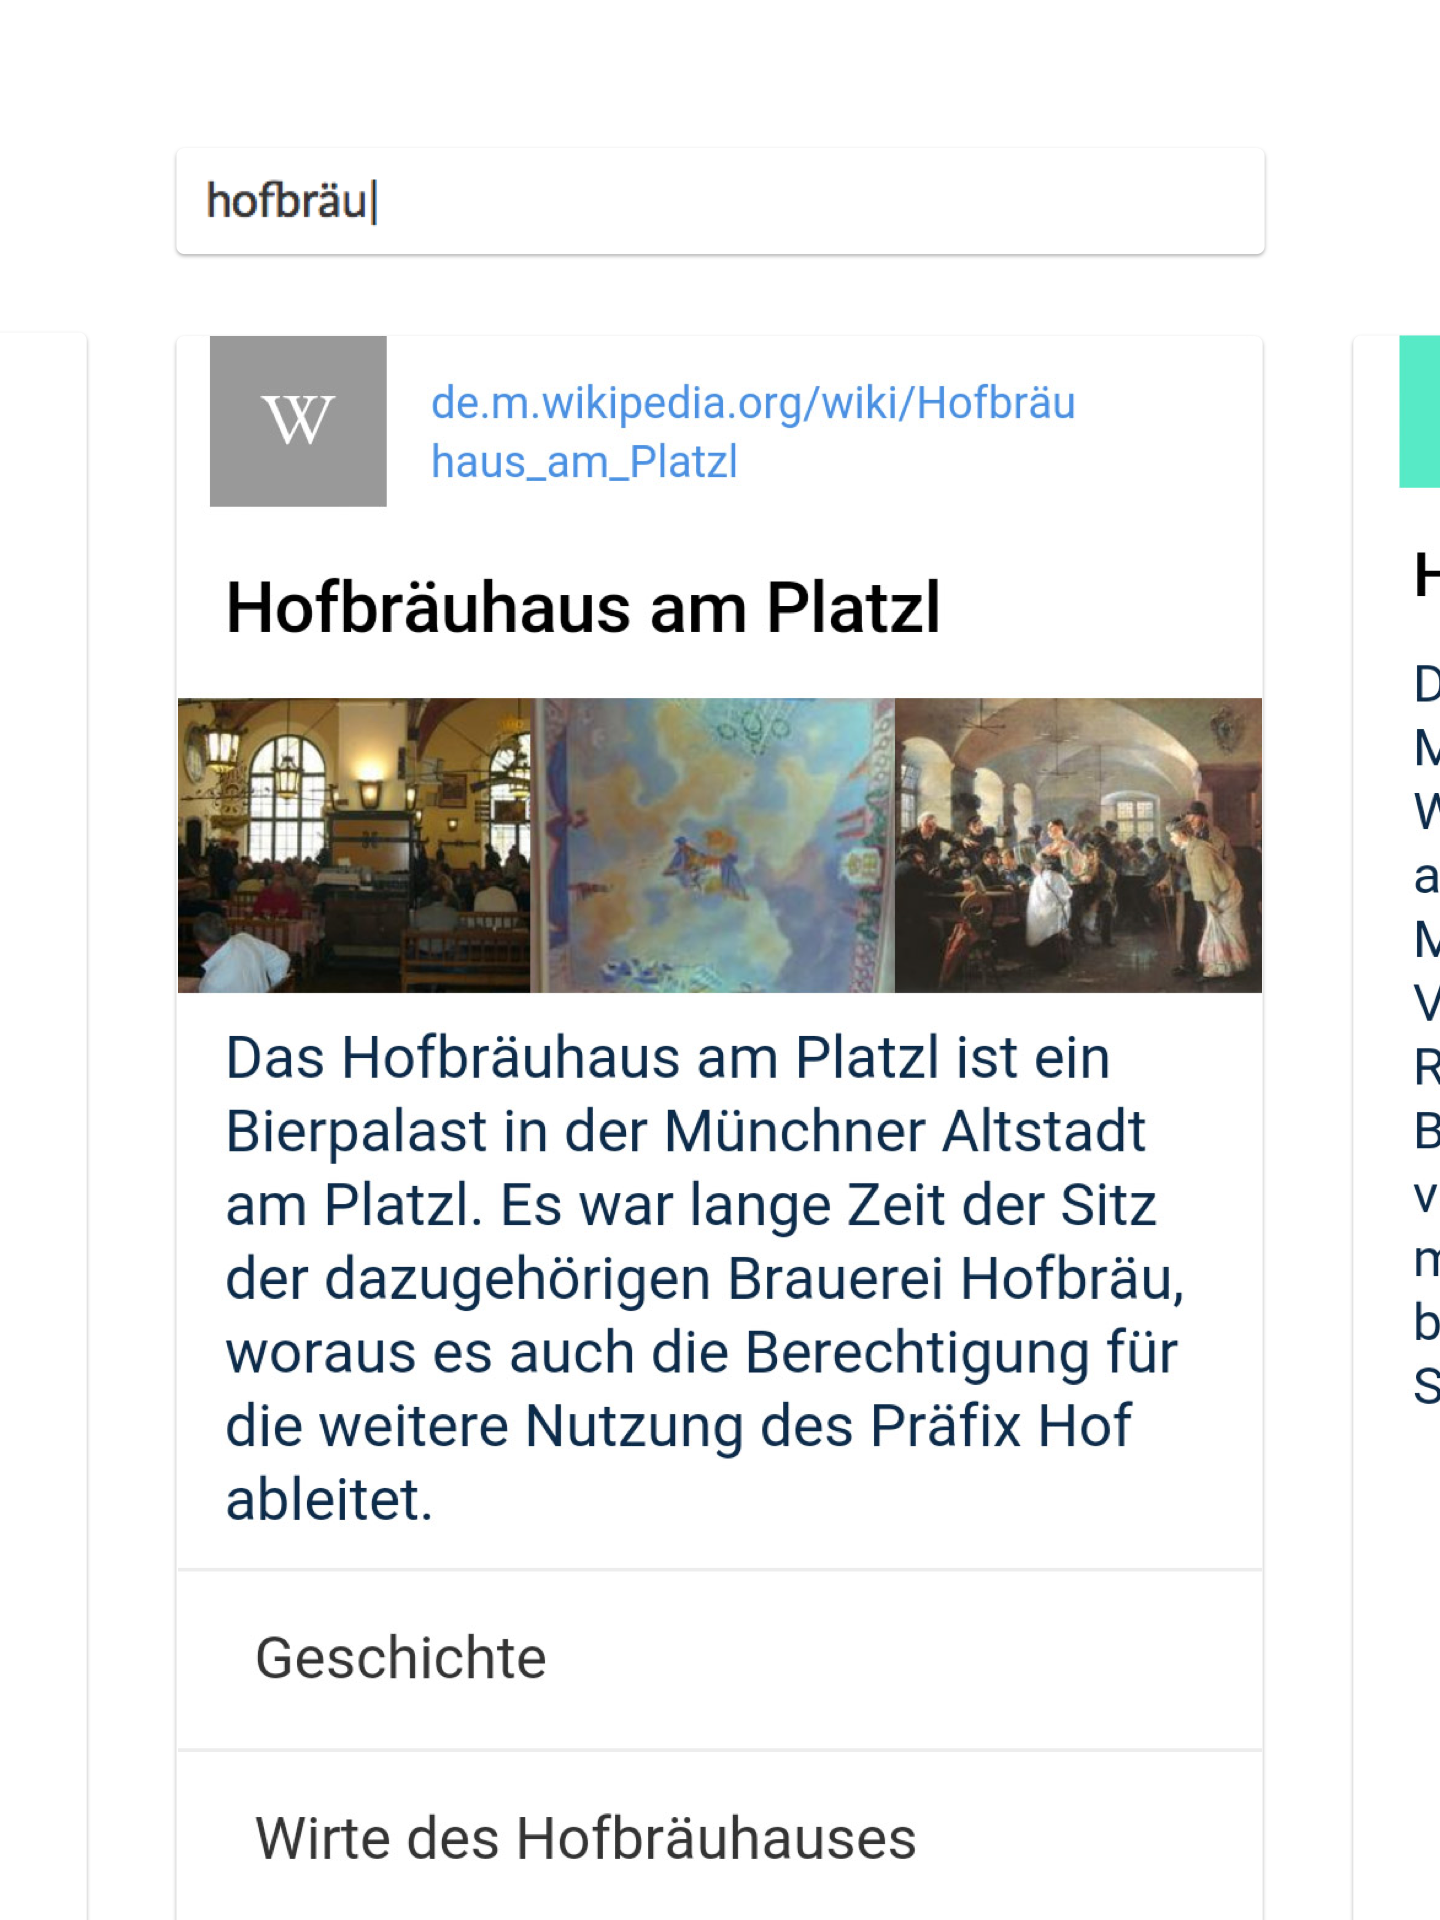 hofbräu
W
de.m.wikipedia.org/wiki/Hofbräu
haus_am_Platzl
Hofbräuhaus am Platzl
Das Hofbräuhaus am Platzl ist ein
Bierpalast in der Münchner Altstadt
am Platzl. Es war lange Zeit der Sitz
der dazugehörigen Brauerei Hofbräu,
woraus es auch die Berechtigung für
die weitere Nutzung des Präfix Hof
ableitet.
Geschichte
Wirte des Hofbräuhauses